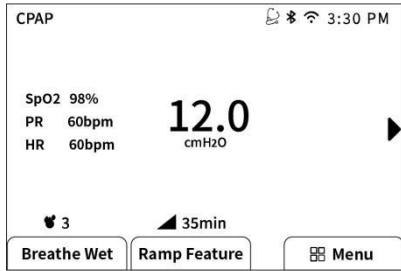 CPAP 3:30 PM
SpO2 98%
PR 60bpm
HR 60bpm
12.0
cmH2O
3 35min
Breathe Wet Ramp Feature Menu